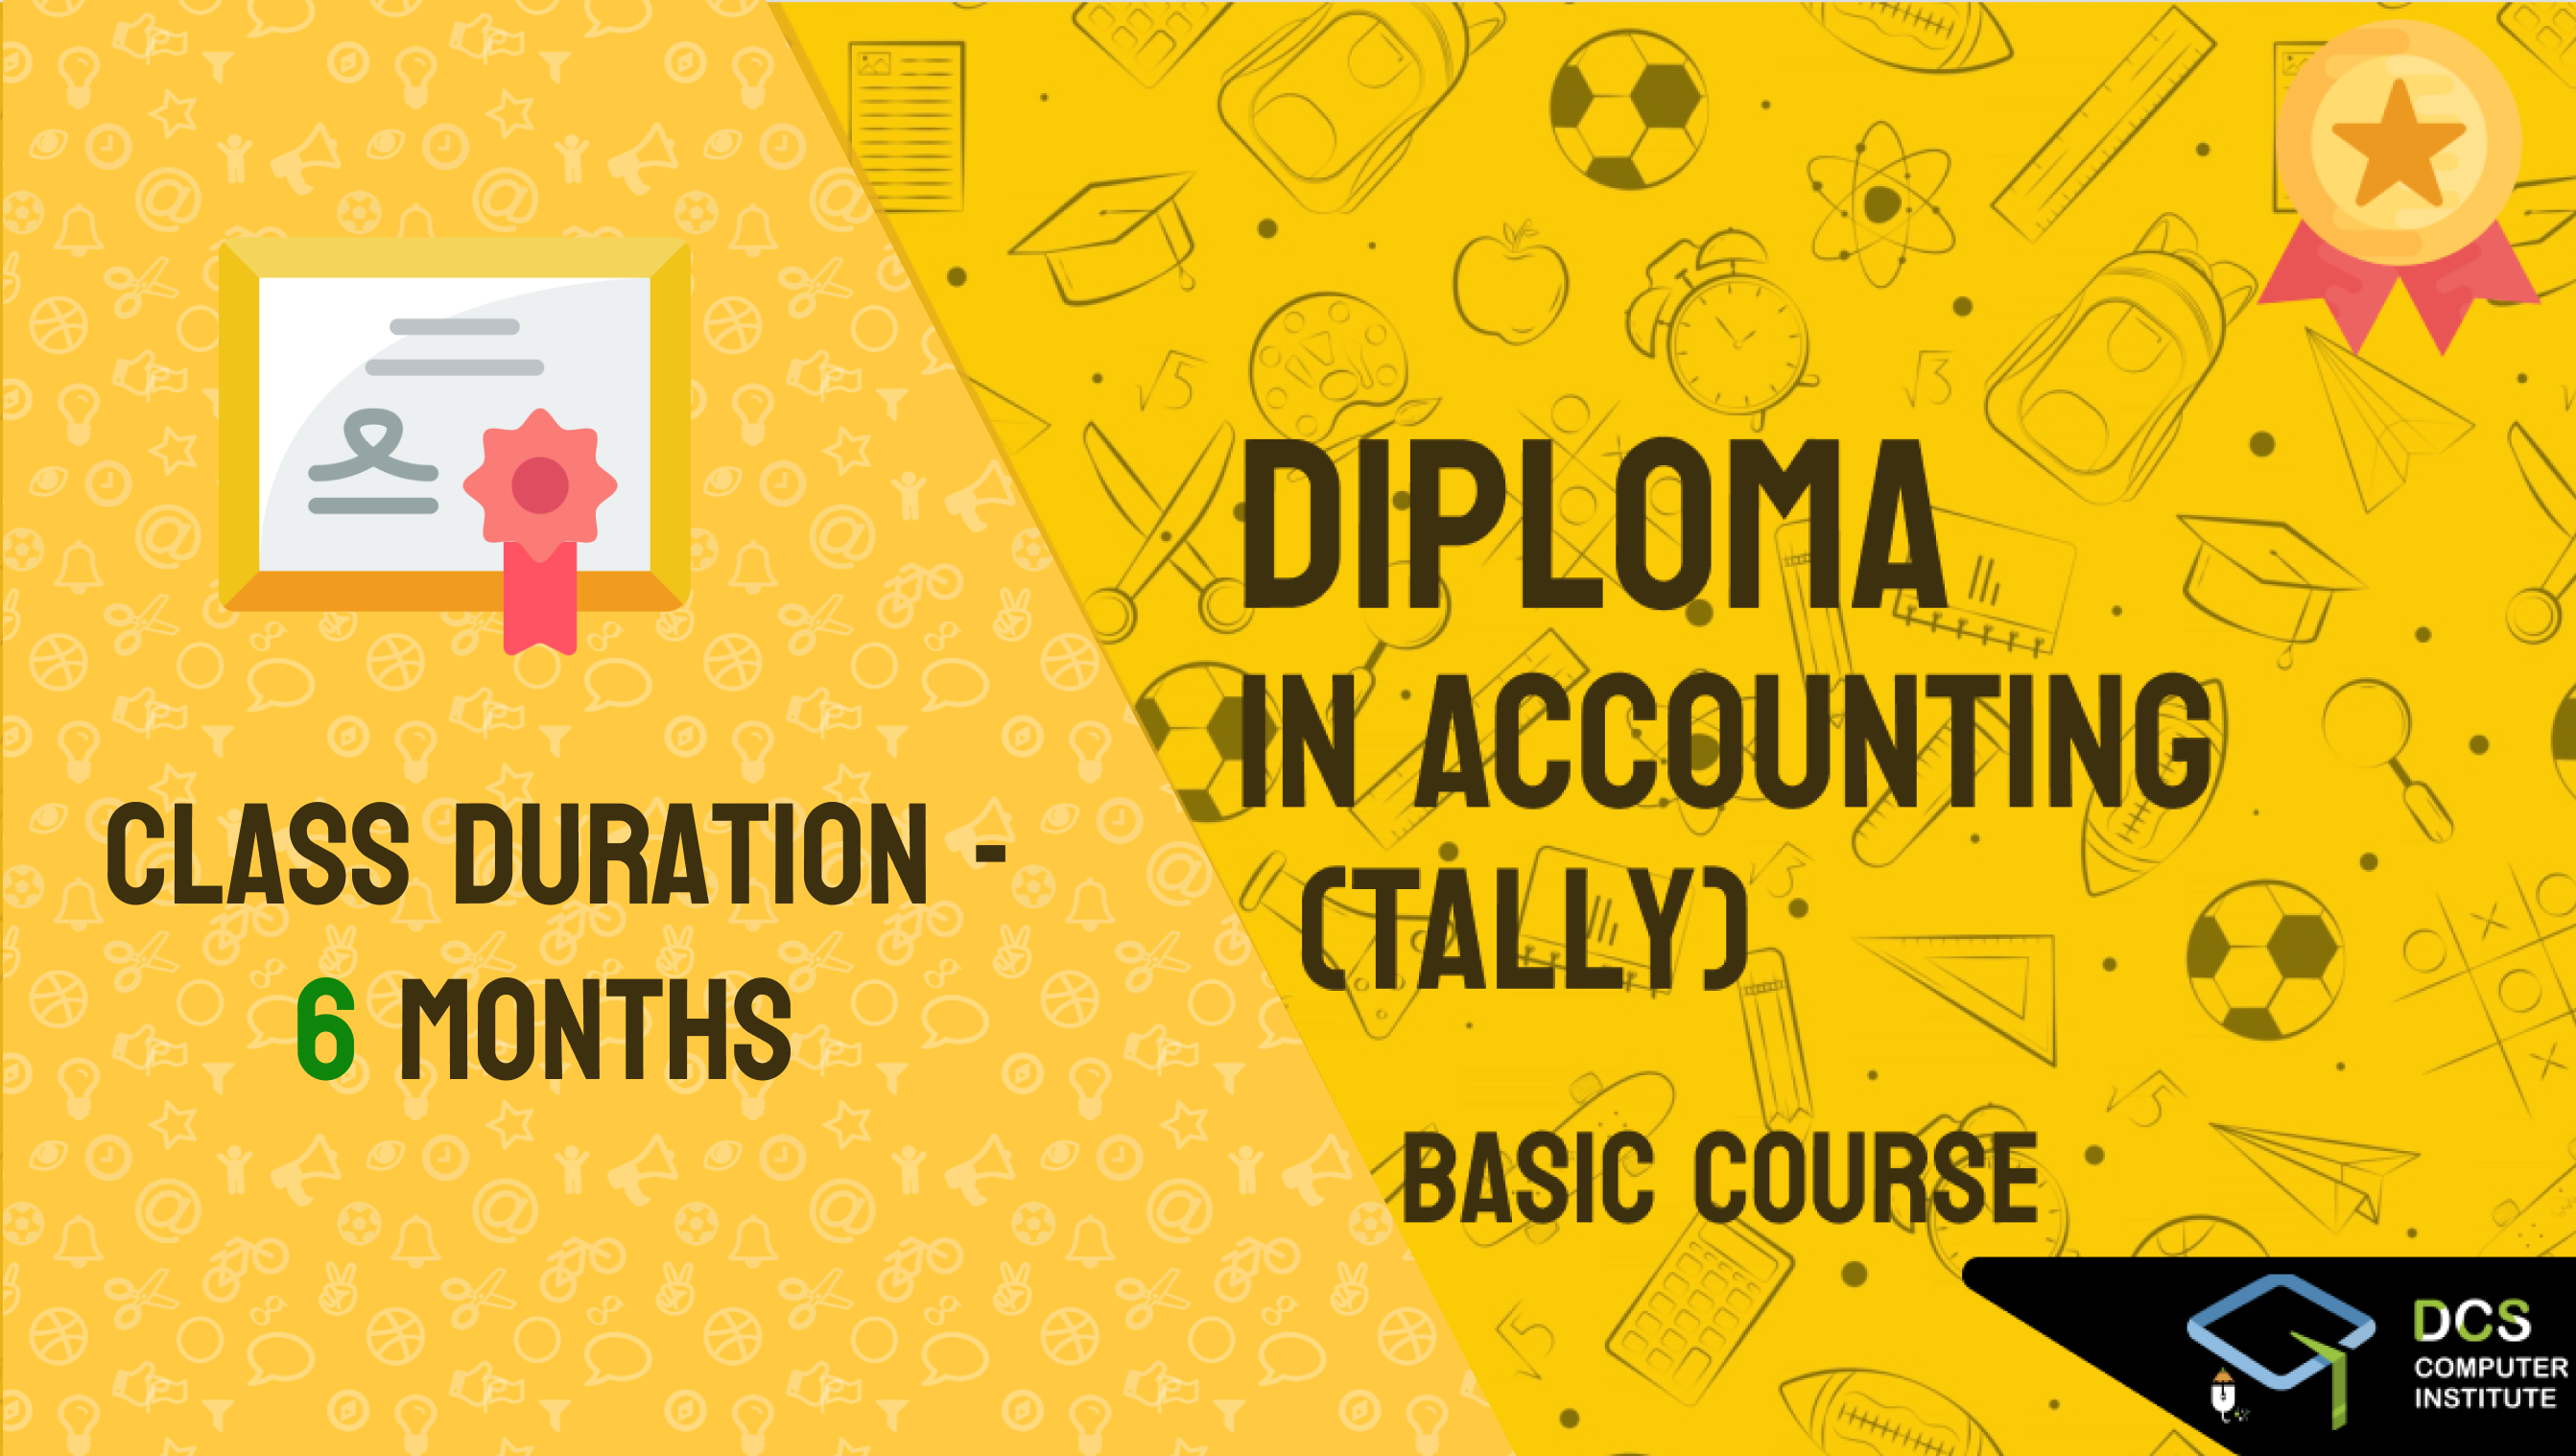 CLASS DURATION -
6 MONTHS
DIPLOMA
IN ACCOUNTING
(TALLY)
BASIC COURSE
DCS
COMPUTER
INSTITUTE